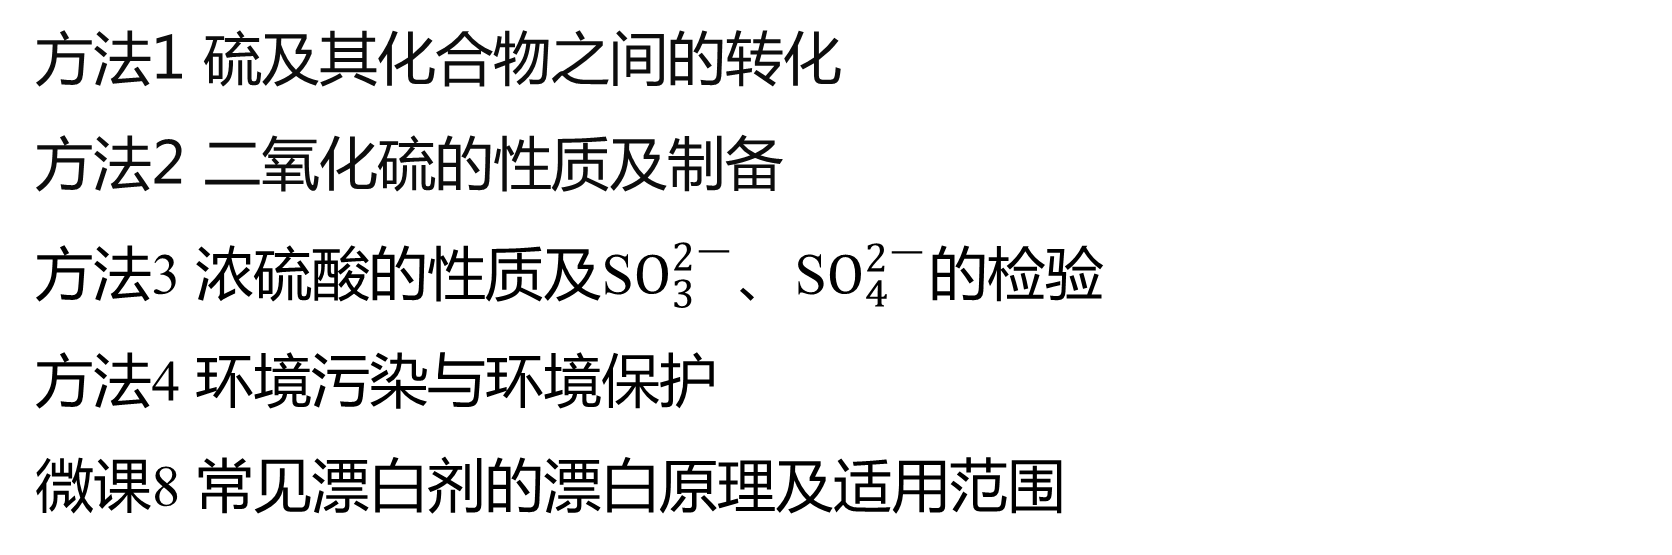 方法1 硫及其化合物之间的转化
方法2 二氧化硫的性质及制备
方法3 浓硫酸的性质及SO₃²⁻、SO₄²⁻的检验
方法4 环境污染与环境保护
微课8 常见漂白剂的漂白原理及适用范围